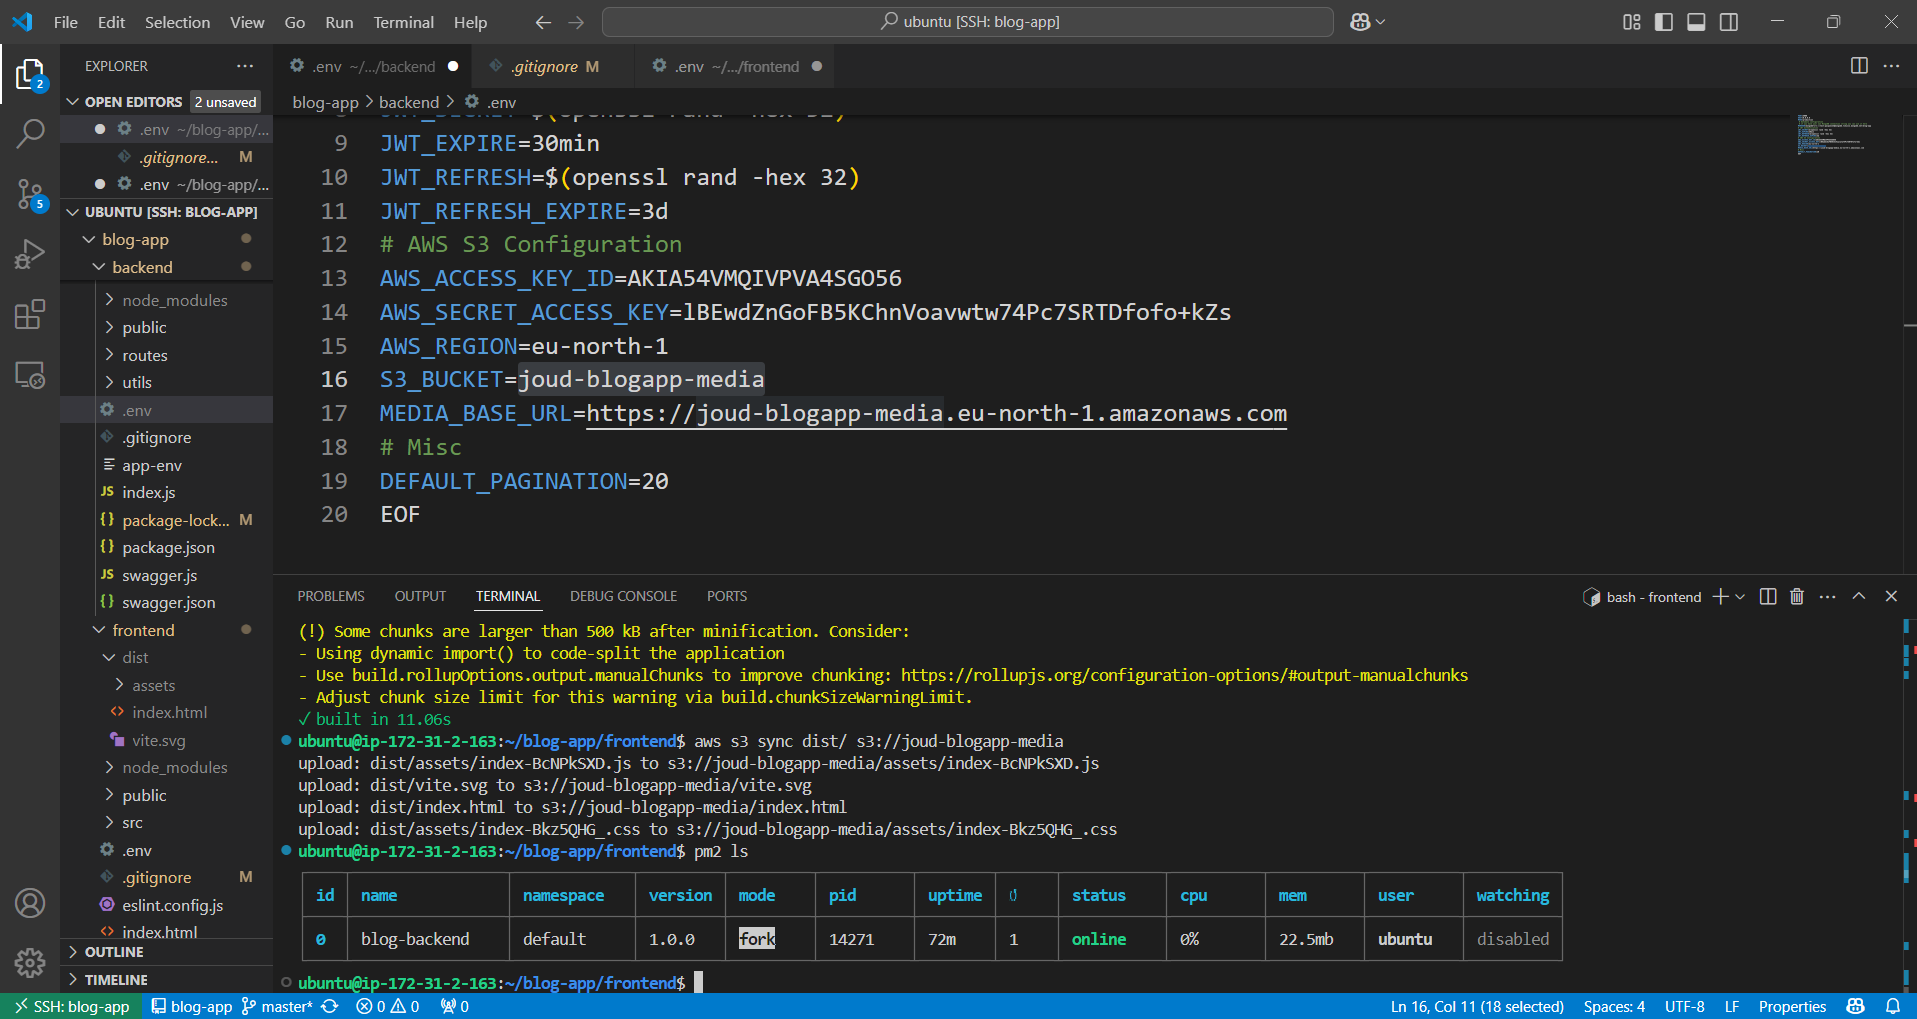 File Edit Selection View Go Run Terminal Help
ubuntu [SSH: blog-app]
EXPLORER
OPEN EDITORS 2 unsaved
.env ~/blog-app/...
.gitignore... M
.env ~/blog-app/...
UBUNTU [SSH: BLOG-APP]
blog-app
backend
node_modules
public
routes
utils
.env
.gitignore
app-env
JS index.js
{} package-lock... M
{} package.json
JS swagger.js
{} swagger.json
frontend
dist
assets
<> index.html
vite.svg
node_modules
public
src
.env
.gitignore M
eslint.config.js
<> index.html
OUTLINE
TIMELINE
2
5
.env ~/.../backend
.gitignore M
.env ~/.../frontend
blog-app > backend > .env
9 JWT_EXPIRE=30min
10 JWT_REFRESH=$(openssl rand -hex 32)
11 JWT_REFRESH_EXPIRE=3d
12 # AWS S3 Configuration
13 AWS_ACCESS_KEY_ID=AKIA54VMQIVPVA4SGO56
14 AWS_SECRET_ACCESS_KEY=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
15 AWS_REGION=eu-north-1
16 S3_BUCKET=joud-blogapp-media
17 MEDIA_BASE_URL=https://joud-blogapp-media.eu-north-1.amazonaws.com
18 # Misc
19 DEFAULT_PAGINATION=20
20 EOF
PROBLEMS OUTPUT TERMINAL DEBUG CONSOLE PORTS
bash - frontend
(!) Some chunks are larger than 500 kB after minification. Consider:
- Using dynamic import() to code-split the application
- Use build.rollupOptions.output.manualChunks to improve chunking: https://rollupjs.org/configuration-options/#output-manualchunks
- Adjust chunk size limit for this warning via build.chunkSizeWarningLimit.
✓ built in 11.06s
ubuntu@ip-172-31-2-163:~/blog-app/frontend$ aws s3 sync dist/ s3://joud-blogapp-media
upload: dist/assets/index-BcNPkSXD.js to s3://joud-blogapp-media/assets/index-BcNPkSXD.js
upload: dist/vite.svg to s3://joud-blogapp-media/vite.svg
upload: dist/index.html to s3://joud-blogapp-media/index.html
upload: dist/assets/index-Bkz5QHG_.css to s3://joud-blogapp-media/assets/index-Bkz5QHG_.css
ubuntu@ip-172-31-2-163:~/blog-app/frontend$ pm2 ls
id name namespace version mode pid uptime ↺ status cpu mem user watching
0 blog-backend default 1.0.0 fork 14271 72m 1 online 0% 22.5mb ubuntu disabled
ubuntu@ip-172-31-2-163:~/blog-app/frontend$
SSH: blog-app blog-app master* 0 0 0 Ln 16, Col 11 (18 selected) Spaces: 4 UTF-8 LF Properties